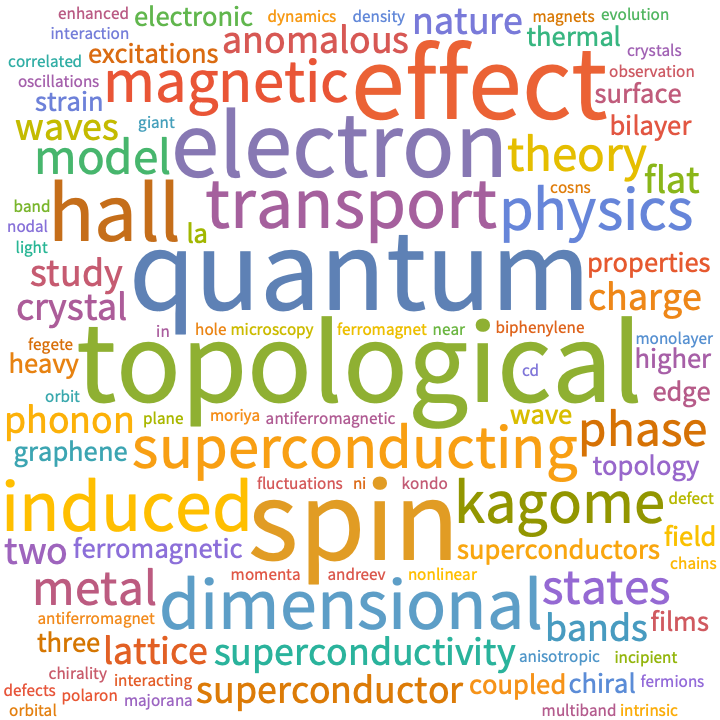 enhanced electronic dynamics density nature magnets evolution
interaction anomalous thermal
correlated excitations effect crystals
oscillations magnetic observation
strain surface
waves giant electron bilayer
model theory
cosns flat
band hall transport physics
nodal la
light quantum
study properties
crystal charge
in hole microscopy ferromagnet near biphenylene
fegete topological monolayer
heavy cd higher
orbit edge
phonon plane moriya antiferromagnetic wave phase
graphene superconducting topology
fluctuations ni kondo
induced spin kagome defect
two ferromagnetic superconductors field
chains
metal momenta andreev nonlinear states
dimensional
antiferromagnet bands films
three lattice superconductivity anisotropic incipient
chirality interacting
defects polaron majorana superconductor coupled chiral fermions
orbital multiband intrinsic